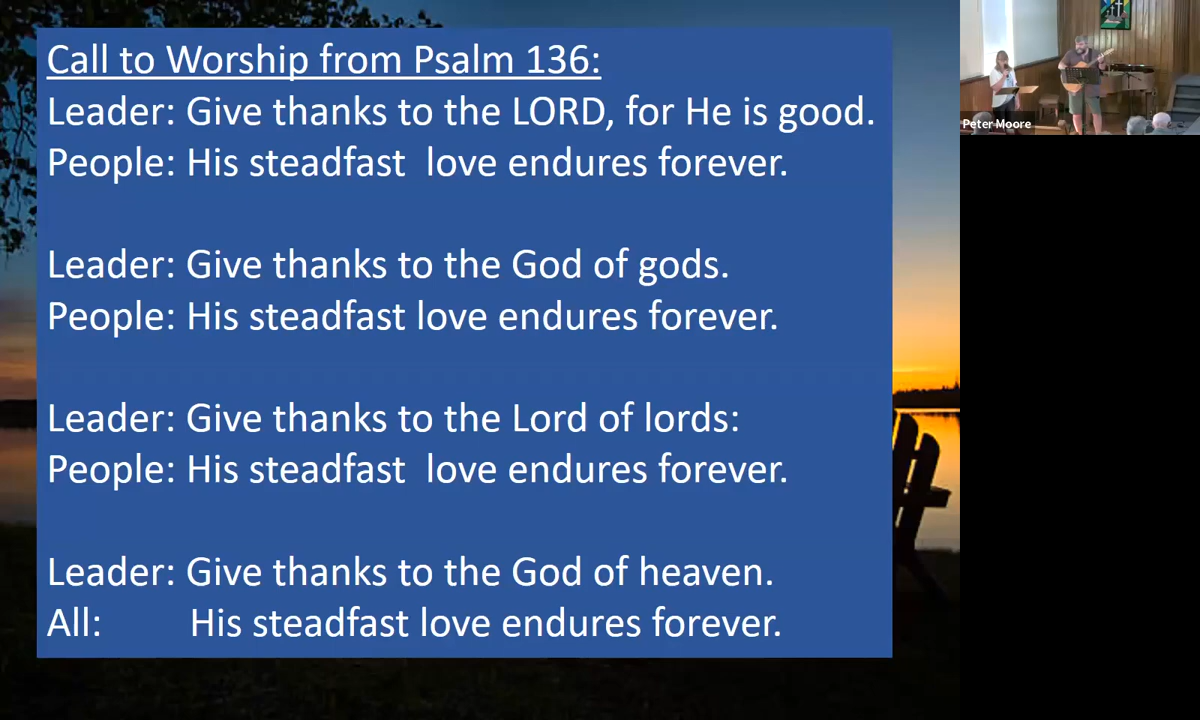 Call to Worship from Psalm 136:
Leader: Give thanks to the LORD, for He is good.
People: His steadfast  love endures forever.
Leader: Give thanks to the God of gods.
People: His steadfast love endures forever.
Leader: Give thanks to the Lord of lords:
People: His steadfast  love endures forever.
Leader: Give thanks to the God of heaven.
All: His steadfast love endures forever.
Peter Moore